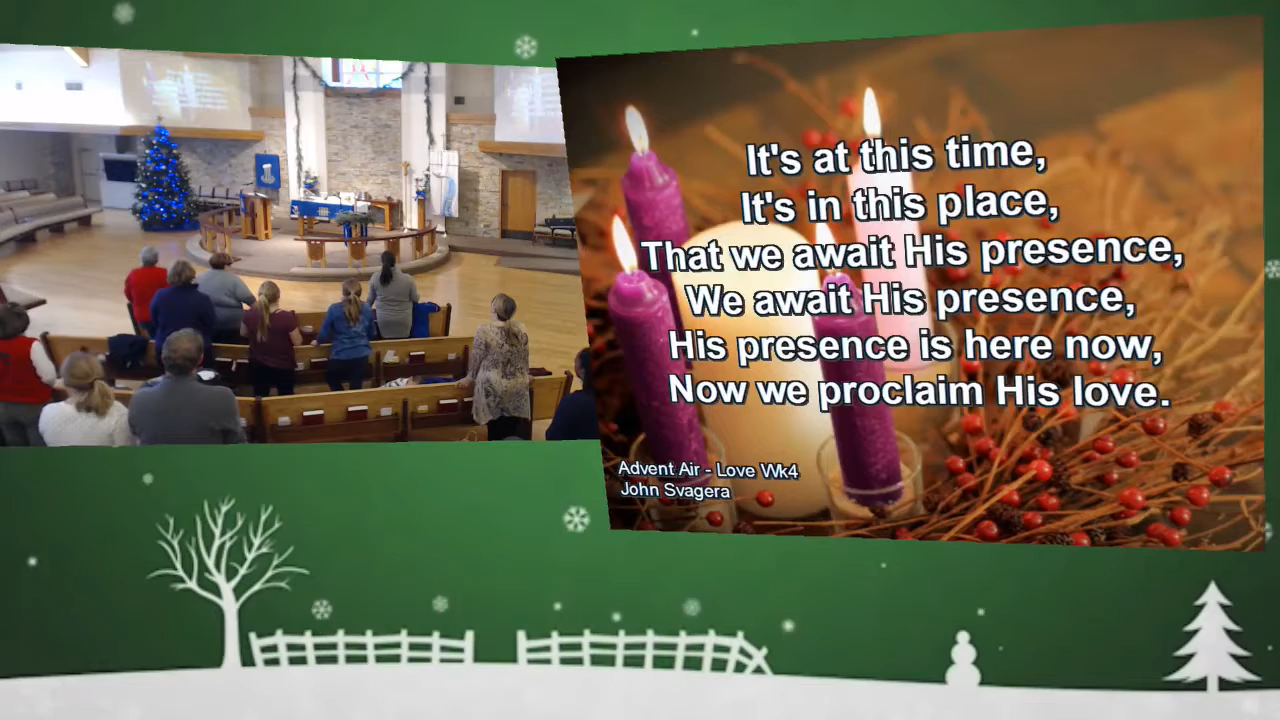 It's at this time,
It's in this place,
That we await His presence,
We await His presence,
His presence is here now,
Now we proclaim His love.
Advent Air - Love Wk4
John Svagera